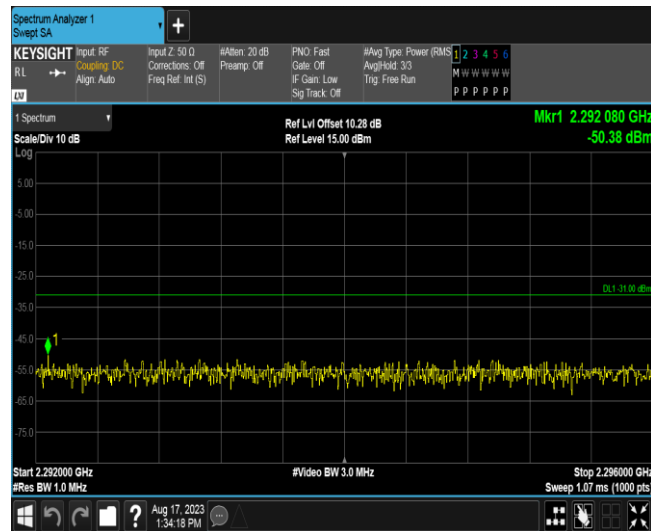 Spectrum Analyzer 1
Swept SA
+
KEYSIGHT
RL
LXI
Input: RF
Coupling: DC
Align: Auto
Input Z: 50 Ω
Corrections: Off
Freq Ref: Int (S)
#Atten: 20 dB
Preamp: Off
PNO: Fast
Gate: Off
IF Gain: Low
Sig Track: Off
#Avg Type: Power (RMS
Avg|Hold: 3/3
Trig: Free Run
1 2 3 4 5 6
M W W W W W
P P P P P P
1 Spectrum
Scale/Div 10 dB
Log
Ref Lvl Offset 10.28 dB
Ref Level 15.00 dBm
Mkr1 2.292 080 GHz
-50.38 dBm
5.00
-5.00
-15.0
-25.0
DL1 -31.00 dBm
-35.0
-45.0
1
-55.0
-65.0
-75.0
Start 2.292000 GHz
#Res BW 1.0 MHz
#Video BW 3.0 MHz
Stop 2.296000 GHz
Sweep 1.07 ms (1000 pts)
?
Aug 17, 2023
1:34:18 PM